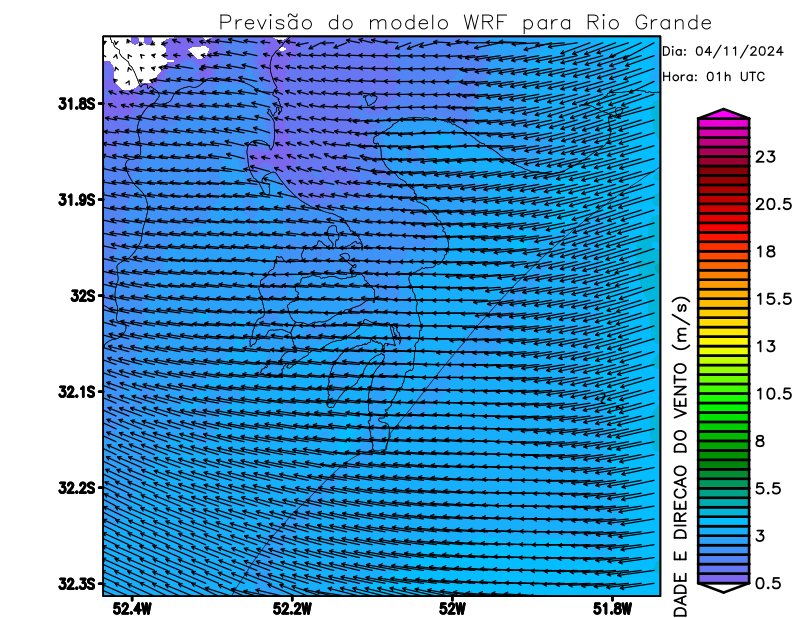 Previsão do modelo WRF para Rio Grande
Dia: 04/11/2024
Hora: 01h UTC
31.8S
31.9S
32S
32.1S
32.2S
32.3S
52.4W
52.2W
52W
51.8W
DADE E DIRECAO DO VENTO (m/s)
23
20.5
18
15.5
13
10.5
8
5.5
3
0.5